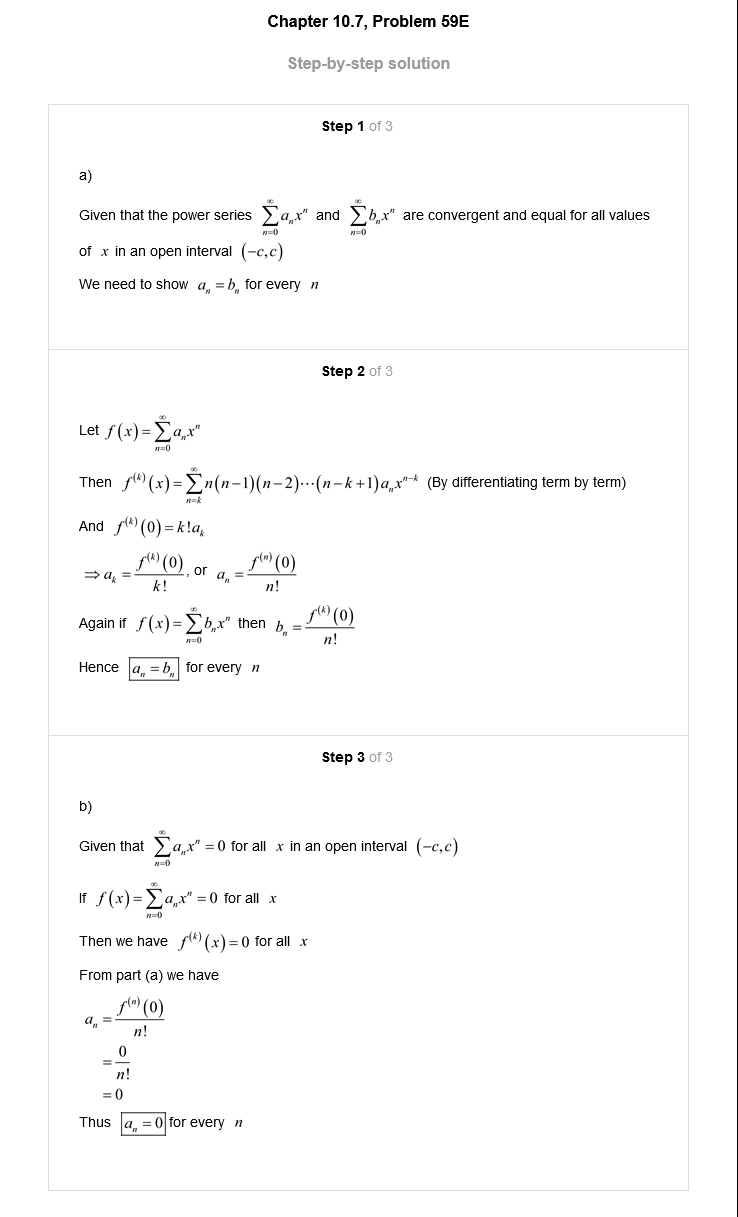 Chapter 10.7, Problem 59E
Step-by-step solution
Step 1 of 3
a)
Given that the power series $\sum_{n=0}^{\infty} a_n x^n$ and $\sum_{n=0}^{\infty} b_n x^n$ are convergent and equal for all values
of $x$ in an open interval $(-c,c)$
We need to show $a_n = b_n$ for every $n$
Step 2 of 3
Let $f(x) = \sum_{n=0}^{\infty} a_n x^n$
Then $f^{(k)}(x) = \sum_{n=k}^{\infty} n(n-1)(n-2)\cdots(n-k+1)a_n x^{n-k}$ (By differentiating term by term)
And $f^{(k)}(0) = k!a_k$
$\Rightarrow a_k = \frac{f^{(k)}(0)}{k!}$, or $a_n = \frac{f^{(n)}(0)}{n!}$
Again if $f(x) = \sum_{n=0}^{\infty} b_n x^n$ then $b_n = \frac{f^{(k)}(0)}{n!}$
Hence $\boxed{a_n = b_n}$ for every $n$
Step 3 of 3
b)
Given that $\sum_{n=0}^{\infty} a_n x^n = 0$ for all $x$ in an open interval $(-c,c)$
If $f(x) = \sum_{n=0}^{\infty} a_n x^n = 0$ for all $x$
Then we have $f^{(k)}(x) = 0$ for all $x$
From part (a) we have
$a_n = \frac{f^{(n)}(0)}{n!}$
$= \frac{0}{n!}$
$= 0$
Thus $\boxed{a_n = 0}$ for every $n$